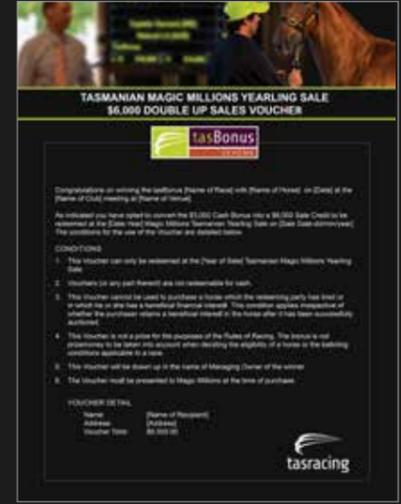 TASMANIAN MAGIC MILLIONS YEARLING SALE
$6,000 DOUBLE UP SALES VOUCHER
tasBonus
SCHEME
Congratulations on winning the tasBonus [Name of Race] with [Name of Horse] on [Date] at the
[Name of Club] meeting at [Name of Venue].
As indicated you have opted to convert the $3,000 Cash Bonus into a $6,000 Sale Credit to be
redeemed at the [Date Year] Magic Millions Tasmanian Yearling Sale on [Date Sale-dd/mm/year].
The conditions for the use of the Voucher are detailed below.
CONDITIONS
1. This Voucher can only be redeemed at the [Year of Sale] Tasmanian Magic Millions Yearling
Sale.
2. Vouchers (or any part thereof) are not redeemable for cash.
3. This Voucher cannot be used to purchase a horse which the redeeming party has bred or
in which he or she has a beneficial financial interest. This condition applies irrespective of
whether the purchaser retains a beneficial interest in the horse after it has been successfully
auctioned.
4. This Voucher is not a prize for the purposes of the Rules of Racing. The bonus is not
prizemoney to be taken into account when deciding the eligibility of a horse or the balloting
conditions applicable to a race.
5. This Voucher will be drawn up in the name of Managing Owner of the winner.
6. The Voucher must be presented to Magic Millions at the time of purchase.
VOUCHER DETAIL
Name: [Name of Recipient]
Address: [Address]
Voucher Total: $6,000.00
tasracing